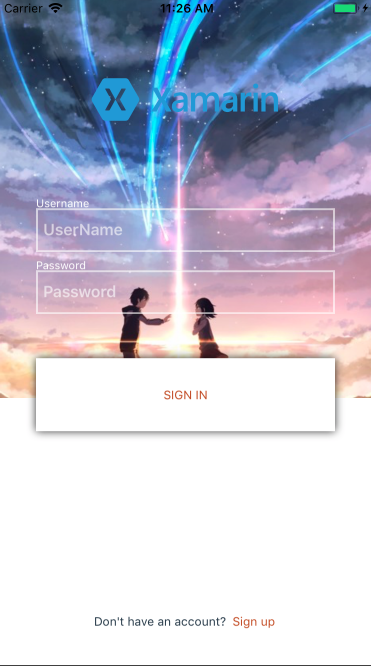 Carrier 11:26 AM
Xamarin
Username
UserName
Password
Password
SIGN IN
Don't have an account? Sign up